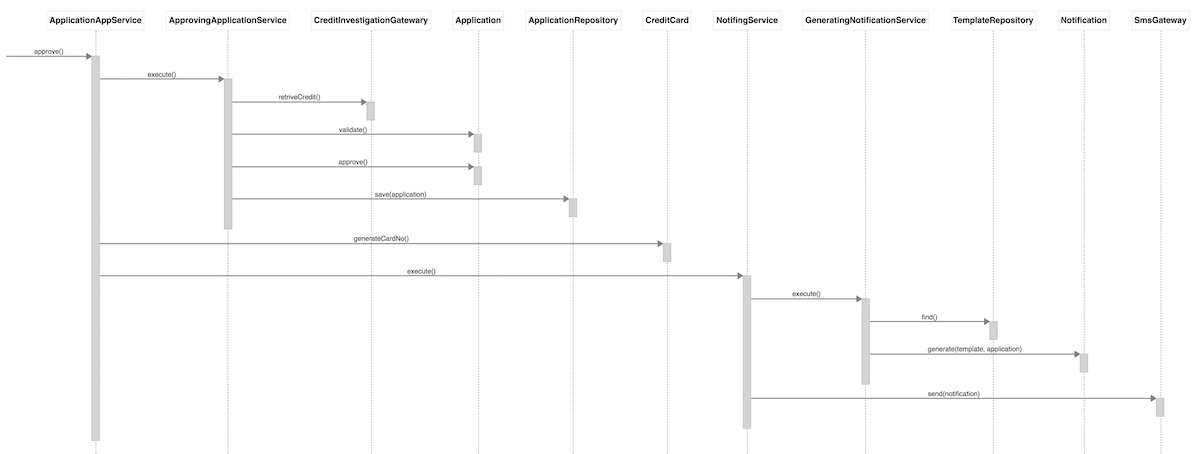 ApplicationAppService
ApprovingApplicationService
CreditInvestigationGatewary
Application
ApplicationRepository
CreditCard
NotifingService
GeneratingNotificationService
TemplateRepository
Notification
SmsGateway
approve()
execute()
retriveCredit()
validate()
approve()
save(application)
generateCardNo()
execute()
execute()
find()
generate(template, application)
send(notification)